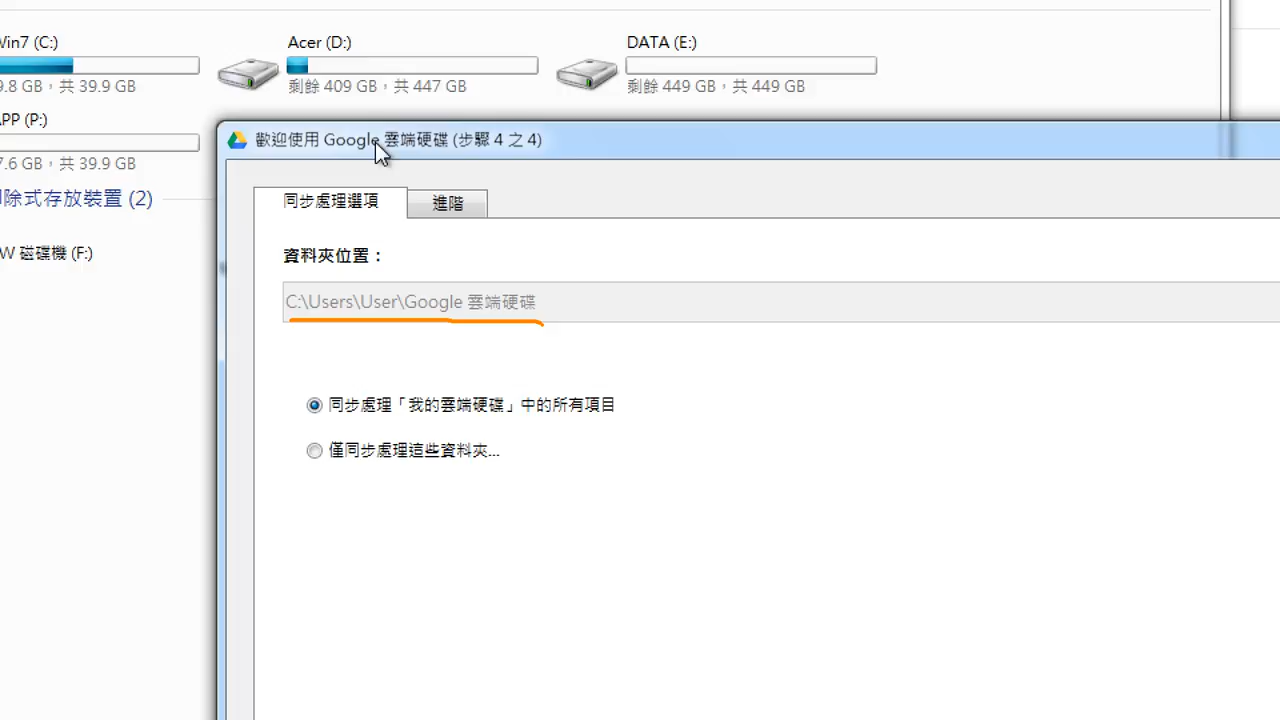 Win7 (C:)
9.8 GB，共 39.9 GB
Acer (D:)
剩餘 409 GB，共 447 GB
DATA (E:)
剩餘 449 GB，共 449 GB
APP (P:)
7.6 GB，共 39.9 GB
卸除式存放裝置 (2)
W 磁碟機 (F:)
歡迎使用 Google 雲端硬碟 (步驟 4 之 4)
同步處理選項
進階
資料夾位置：
C:\Users\User\Google 雲端硬碟
同步處理「我的雲端硬碟」中的所有項目
僅同步處理這些資料夾...